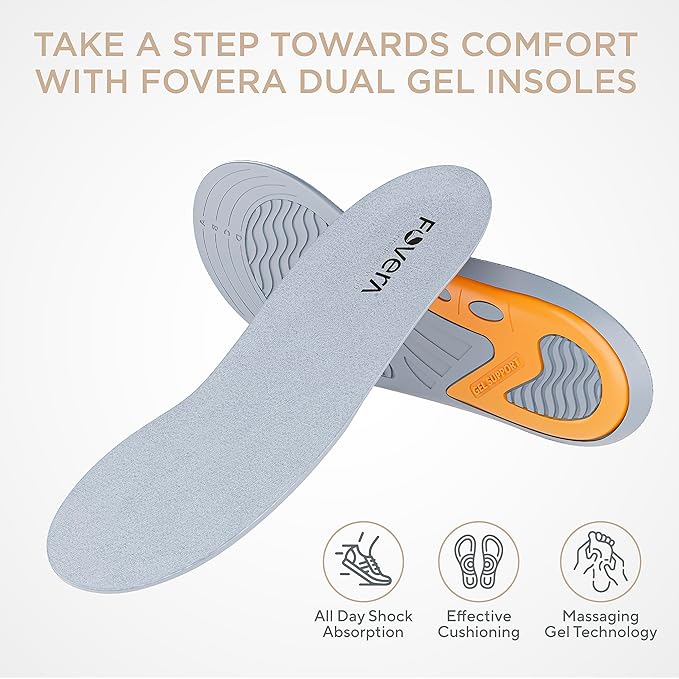 TAKE A STEP TOWARDS COMFORT
WITH FOVERA DUAL GEL INSOLES
A
B
C
D
FOVERA
GEL SUPPORT
All Day Shock
Absorption
Effective
Cushioning
Massaging
Gel Technology